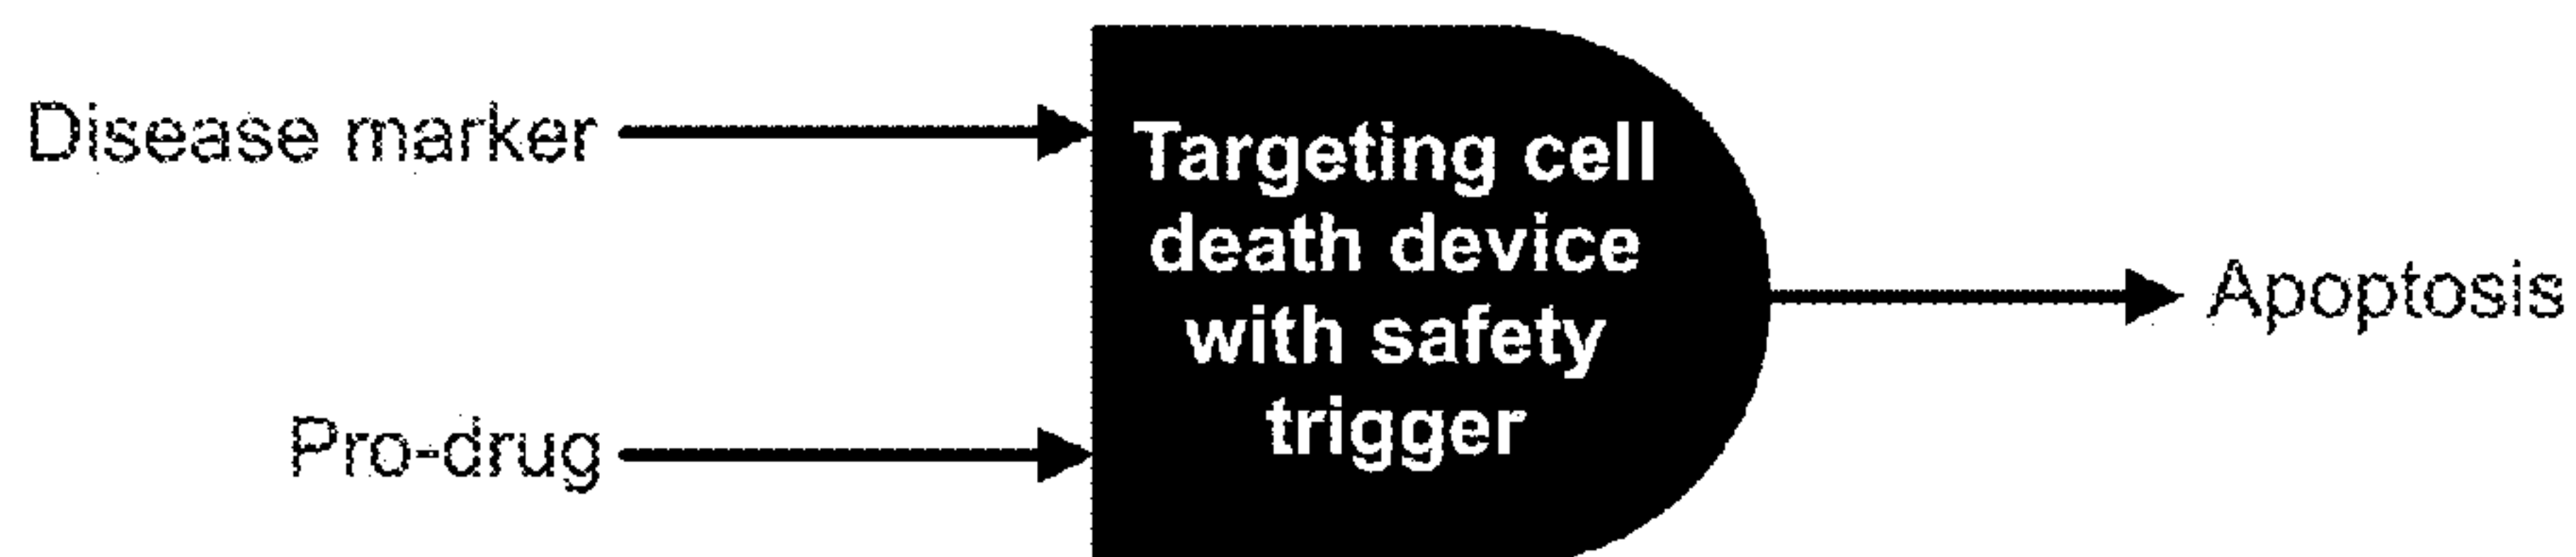 Disease marker
Pro-drug
Targeting cell
death device
with safety
trigger
Apoptosis